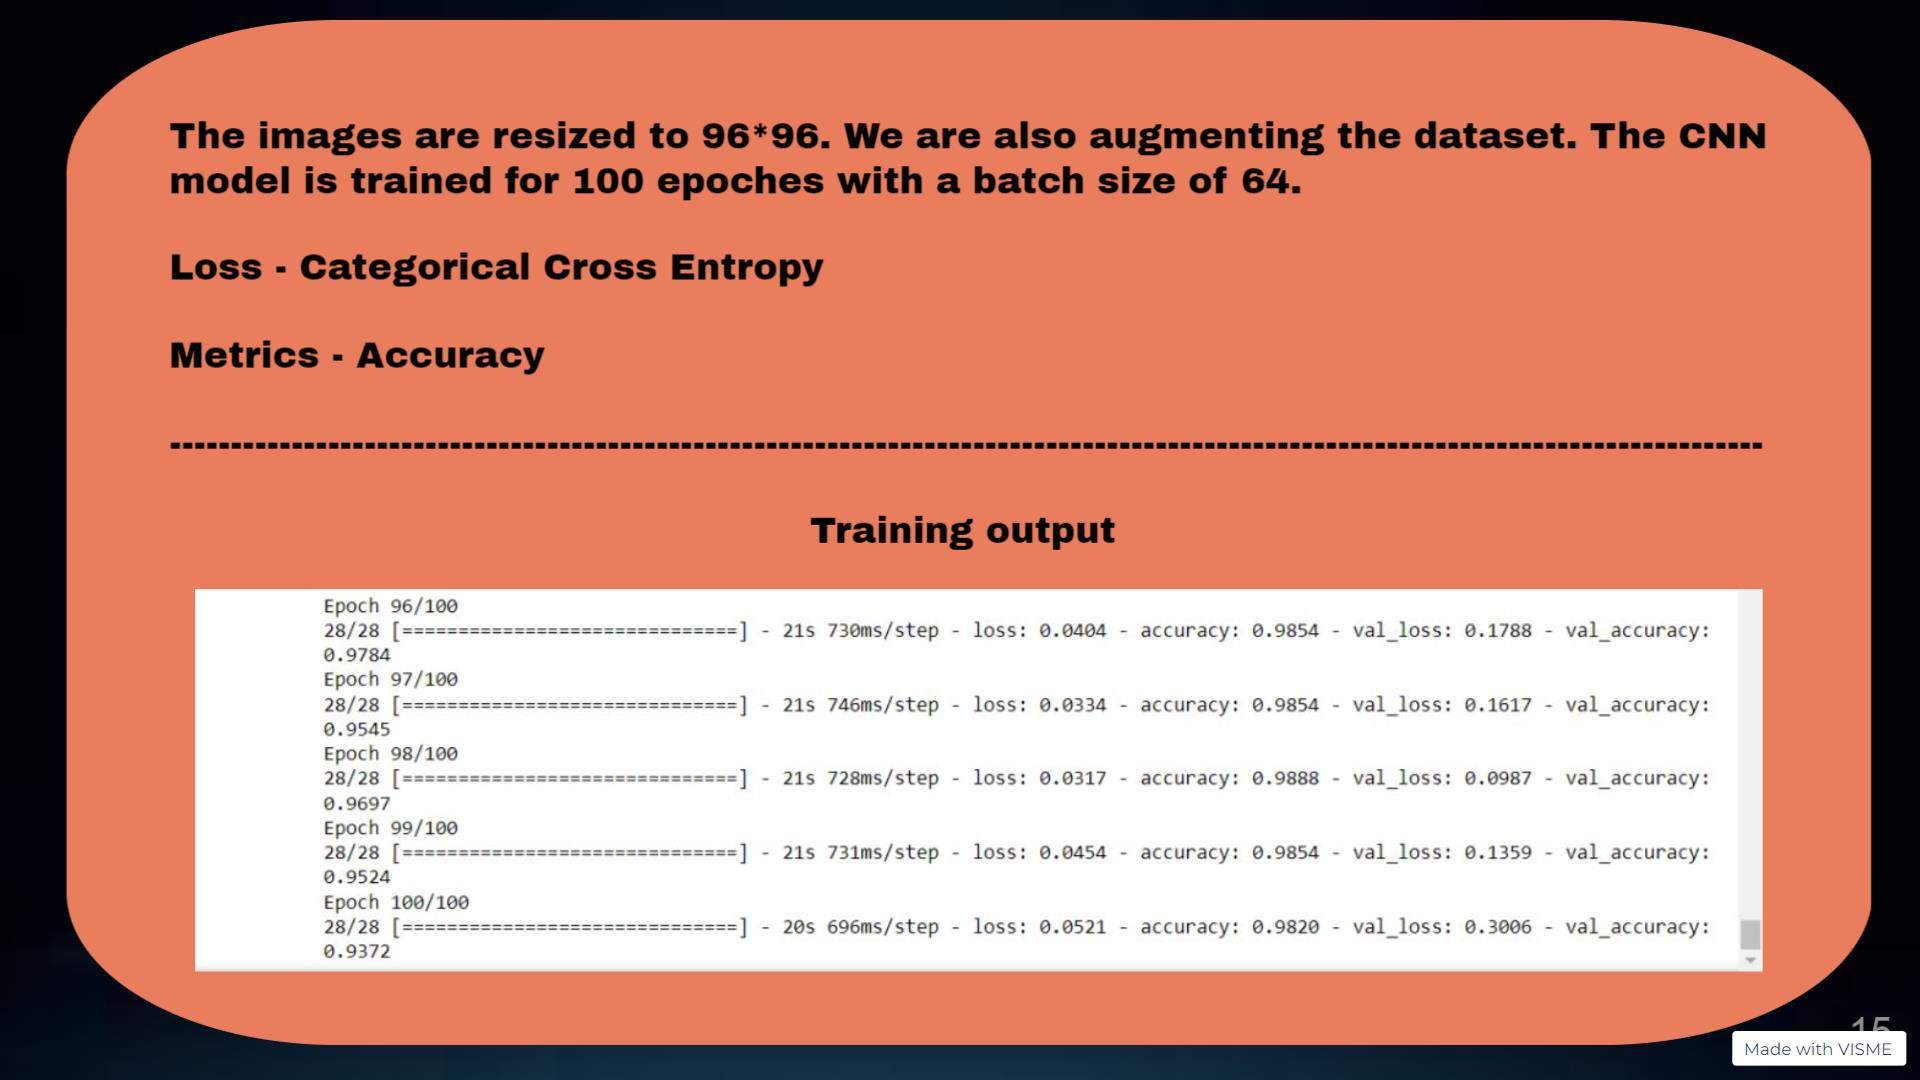 The images are resized to 96*96. We are also augmenting the dataset. The CNN
model is trained for 100 epoches with a batch size of 64.
Loss - Categorical Cross Entropy
Metrics - Accuracy
-----------------------------------------------------------------------------------------------------------------------------------
Training output
Epoch 96/100
28/28 [==============================] - 21s 730ms/step - loss: 0.0404 - accuracy: 0.9854 - val_loss: 0.1788 - val_accuracy:
0.9784
Epoch 97/100
28/28 [==============================] - 21s 746ms/step - loss: 0.0334 - accuracy: 0.9854 - val_loss: 0.1617 - val_accuracy:
0.9545
Epoch 98/100
28/28 [==============================] - 21s 728ms/step - loss: 0.0317 - accuracy: 0.9888 - val_loss: 0.0987 - val_accuracy:
0.9697
Epoch 99/100
28/28 [==============================] - 21s 731ms/step - loss: 0.0454 - accuracy: 0.9854 - val_loss: 0.1359 - val_accuracy:
0.9524
Epoch 100/100
28/28 [==============================] - 20s 696ms/step - loss: 0.0521 - accuracy: 0.9820 - val_loss: 0.3006 - val_accuracy:
0.9372
15
Made with VISME